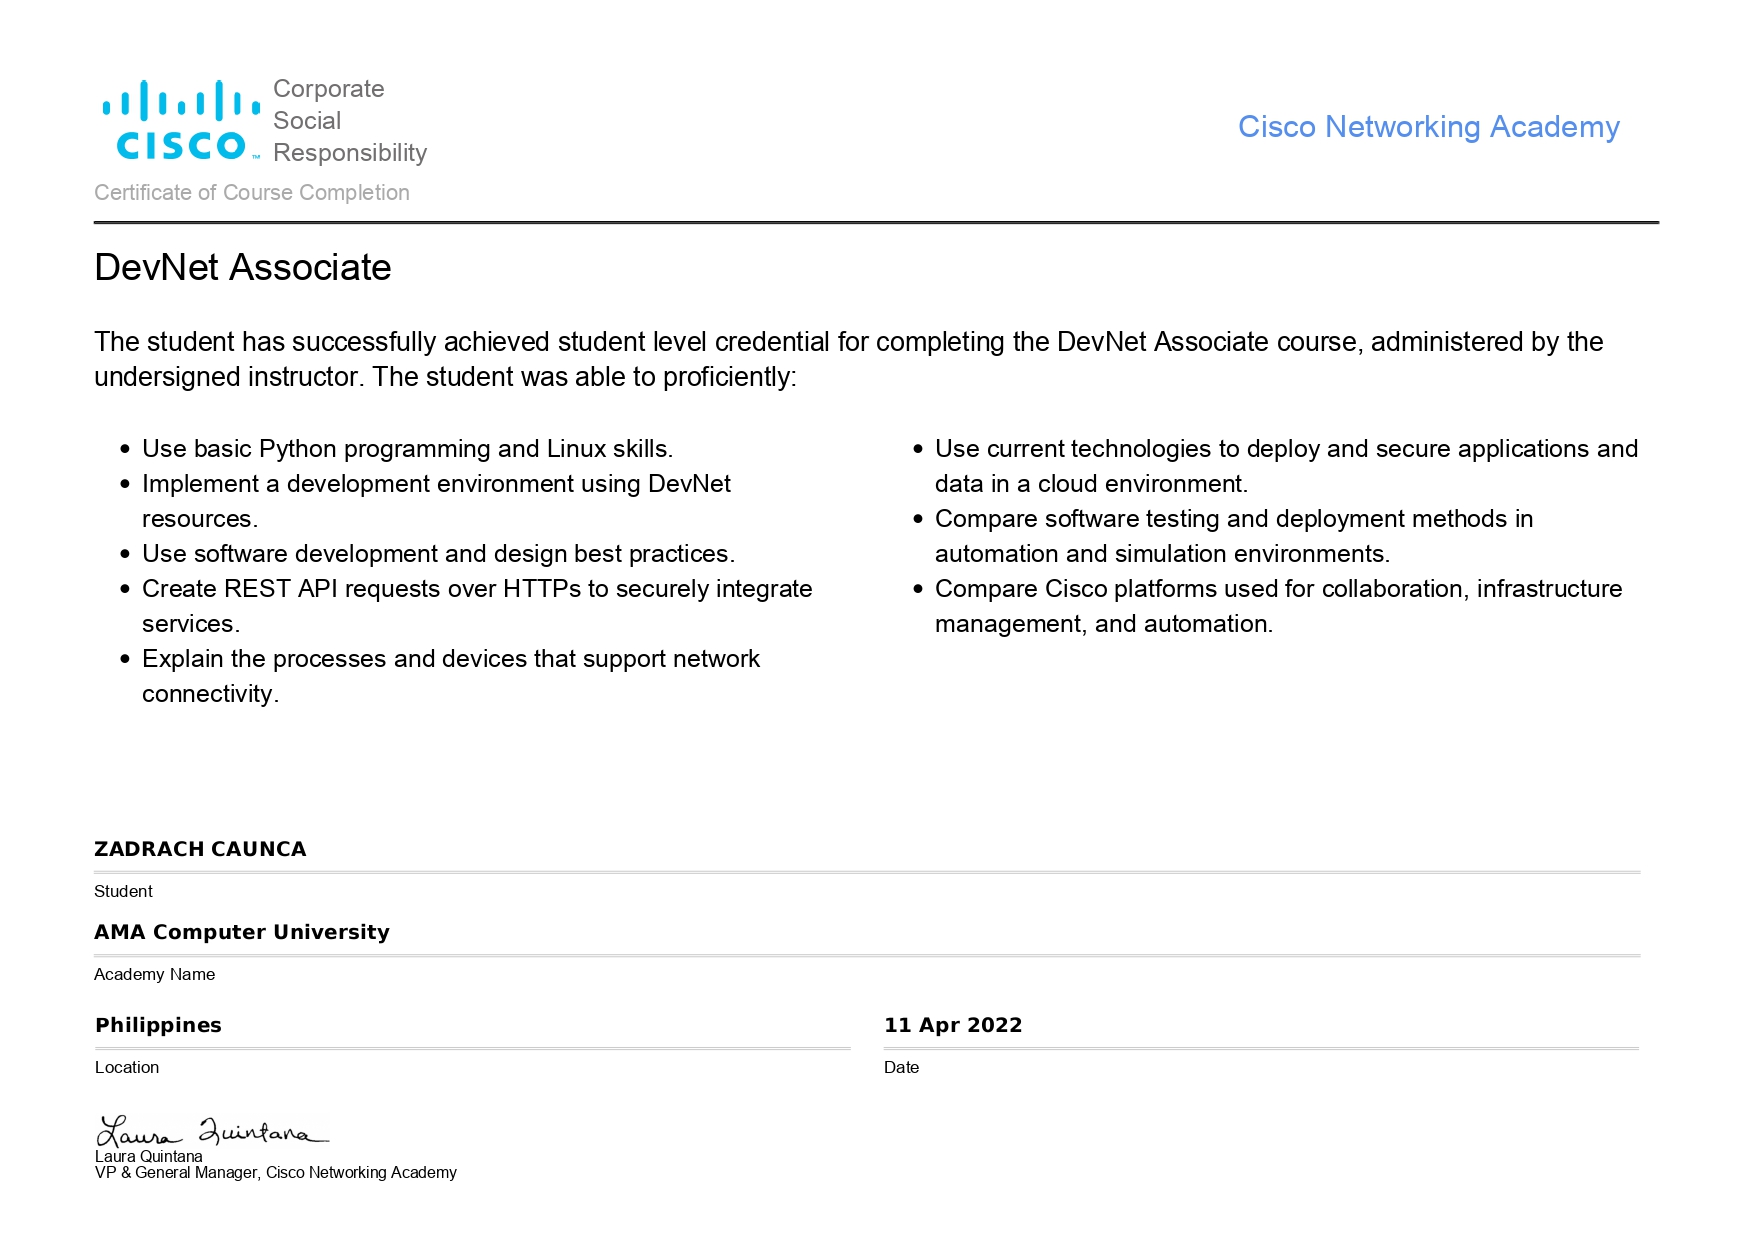 Corporate
Social
Responsibility
CISCO™
Cisco Networking Academy
Certificate of Course Completion
DevNet Associate
The student has successfully achieved student level credential for completing the DevNet Associate course, administered by the
undersigned instructor. The student was able to proficiently:
• Use basic Python programming and Linux skills.
• Implement a development environment using DevNet
resources.
• Use software development and design best practices.
• Create REST API requests over HTTPs to securely integrate
services.
• Explain the processes and devices that support network
connectivity.
• Use current technologies to deploy and secure applications and
data in a cloud environment.
• Compare software testing and deployment methods in
automation and simulation environments.
• Compare Cisco platforms used for collaboration, infrastructure
management, and automation.
ZADRACH CAUNCA
Student
AMA Computer University
Academy Name
Philippines
Location
11 Apr 2022
Date
Laura Quintana
Laura Quintana
VP & General Manager, Cisco Networking Academy